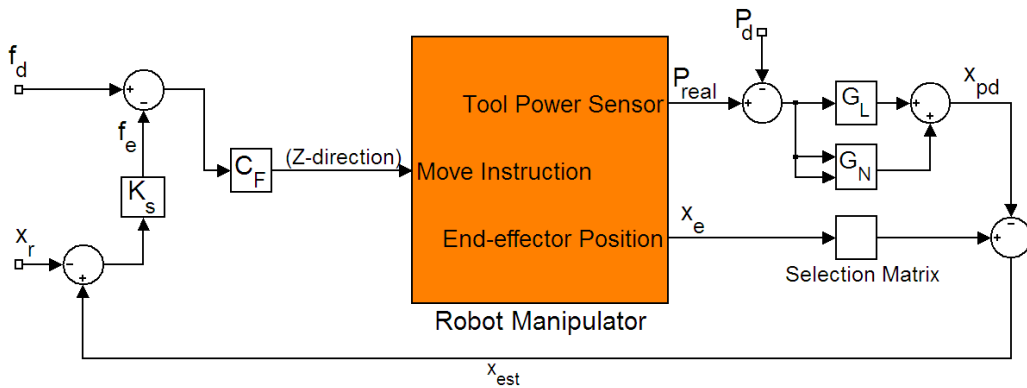 f_d
P_d
P_real
x_pd
Tool Power Sensor
G_L
+
-
-
+
+
+
f_e
(Z-direction)
C_F
Move Instruction
G_N
K_s
x_r
End-effector Position
x_e
-
+
-
+
Selection Matrix
Robot Manipulator
x_est